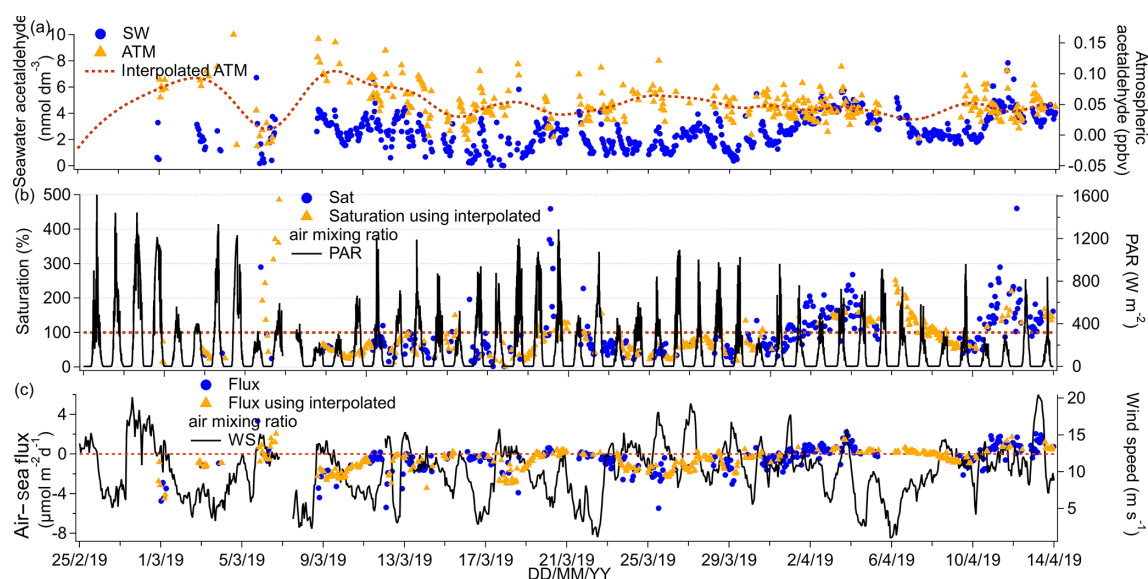 (a)
Seawater acetaldehyde
(nmol dm⁻³)
10
8
6
4
2
0
SW
ATM
Interpolated ATM
0.15
0.10
0.05
0.00
-0.05
Atmospheric
acetaldehyde (ppbv)
(b)
Saturation (%)
500
400
300
200
100
0
Sat
Saturation using interpolated
air mixing ratio
PAR
1600
1200
800
400
0
PAR (W m⁻²)
(c)
Air–sea flux
(µmol m⁻² d⁻¹)
4
0
-4
-8
Flux
Flux using interpolated
air mixing ratio
WS
20
15
10
5
Wind speed (m s⁻¹)
25/2/19 1/3/19 5/3/19 9/3/19 13/3/19 17/3/19 21/3/19 25/3/19 29/3/19 2/4/19 6/4/19 10/4/19 14/4/19
DD/MM/YY